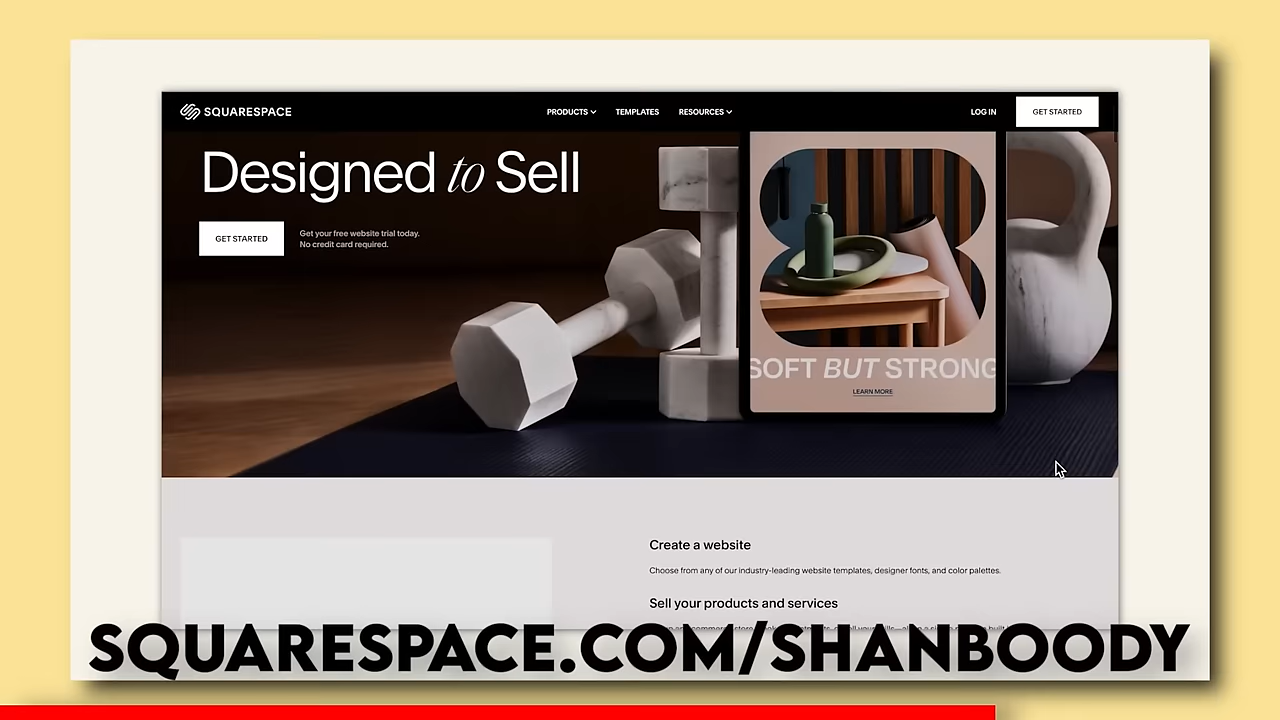 SQUARESPACE
PRODUCTS TEMPLATES RESOURCES
LOG IN
GET STARTED
Designed to Sell
GET STARTED
Get your free website trial today.
No credit card required.
SOFT BUT STRONG
LEARN MORE
Create a website
Choose from any of our industry-leading website templates, designer fonts, and color palettes.
Sell your products and services
SQUARESPACE.COM/SHANBOODY